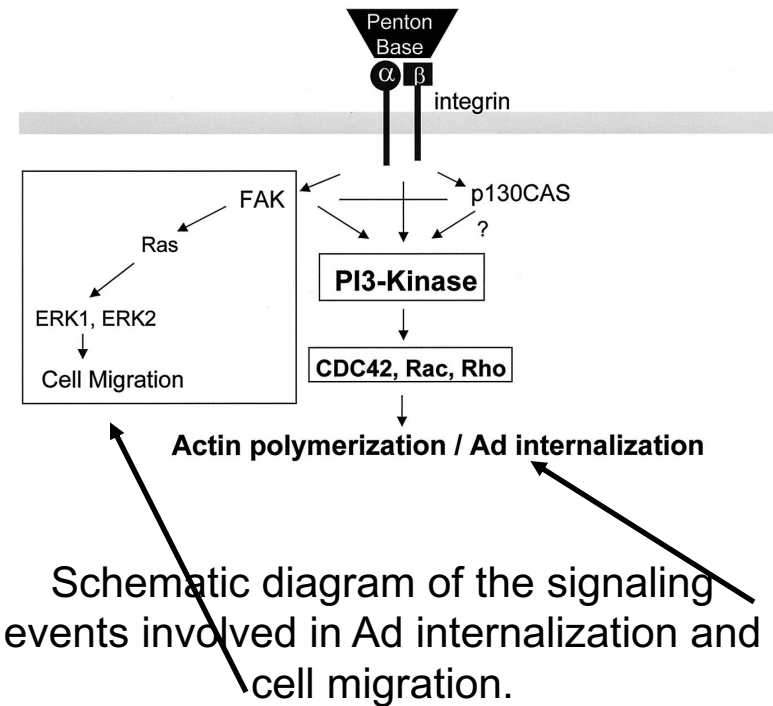 Penton
Base
α β
integrin
FAK
p130CAS
?
Ras
PI3-Kinase
ERK1, ERK2
CDC42, Rac, Rho
Cell Migration
Actin polymerization / Ad internalization
Schematic diagram of the signaling
events involved in Ad internalization and
cell migration.